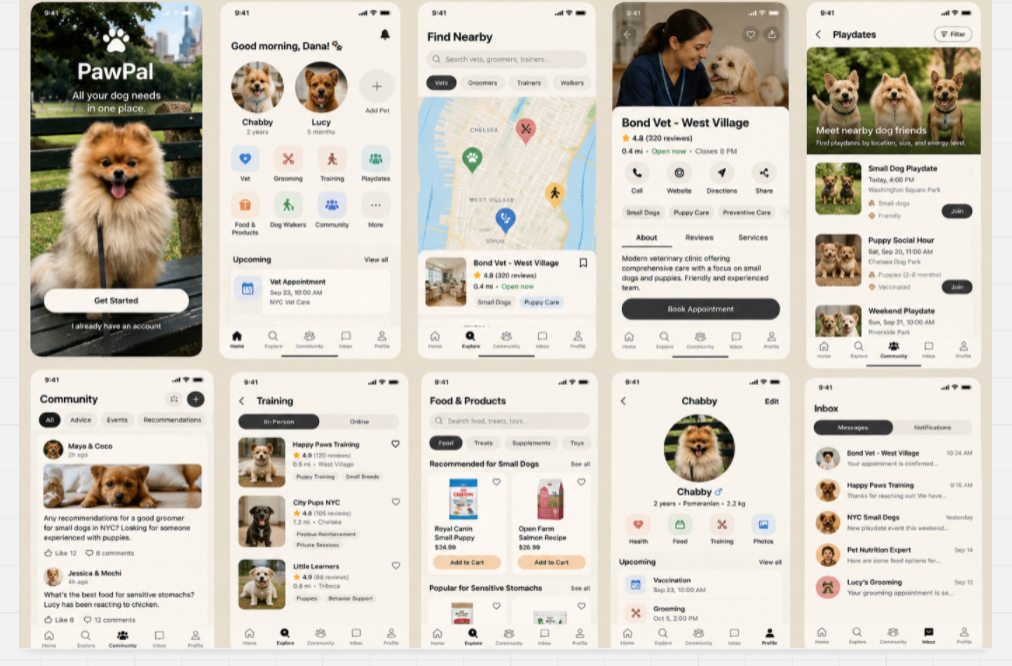 9:41
PawPal
All your dog needs
in one place.
Get Started
I already have an account
9:41
Good morning, Dana!
Chabby
2 years
Lucy
5 months
Add Pet
Vet
Grooming
Training
Playdates
Food &
Products
Dog Walkers
Community
More
Upcoming
View all
Vet Appointment
Sep 23, 10:00 AM
NYC Vet Care
Home
Explore
Community
Inbox
Profile
9:41
Find Nearby
Search vets, groomers, trainers...
Vets
Groomers
Trainers
Walkers
CHELSEA
WEST VILLAGE
Bond Vet - West Village
4.8 (320 reviews)
0.4 mi • Open now
Small Dogs
Puppy Care
Home
Explore
Community
Inbox
Profile
9:41
Bond Vet - West Village
4.8 (320 reviwes)
0.4 mi • Open now • Closes 8 PM
Call
Website
Directions
Share
Small Dogs
Puppy Care
Preventive Care
About
Reviews
Services
Modern veterinary clinic offering
comprehensive care with a focus on small
dogs and puppies. Friendly and experienced
team.
Book Appointment
Home
Explore
Community
Inbox
Profile
9:41
Playdates
Filter
Meet nearby dog friends
Find playdates by location, size, and energy level.
Small Dog Playdate
Today, 4:00 PM
Washington Square Park
Small dogs
Friendly
Join
Puppy Social Hour
Sat, Sep 20, 11:00 AM
Chelsea Dog Park
Puppies (3-8 months)
Vaccinated
Join
Weekend Playdate
Sun, Sep 21, 10:00 AM
Riverside Park
Home
Explore
Community
Inbox
Profile
9:41
Community
All
Advice
Events
Recommendations
Maya & Coco
2h ago
Any recommendations for a good groomer
for small dogs in NYC? Loaking for someone
experienced with puppies.
Like 12
8 comments
Jessica & Mochi
4h ago
What's the best food for sensitive stomachs?
Lucy has been reacting to chicken.
Like 8
12 comments
Home
Explore
Community
Inbox
Profile
9:41
Training
In-Person
Online
Happy Paws Training
4.9 (120 reviews)
0.8 mi • West Village
Puppy Training
Small Breeds
City Pups NYC
4.8 (165 reviews)
1.2 mi • Chelsea
Positive Reinforcement
Private Sessions
Little Learners
4.9 (88 reviews)
0.8 mi • Tribeca
Puppies
Behavior Support
Home
Explore
Community
Inbox
Profile
9:41
Food & Products
Search food, treats, toys...
Food
Treats
Supplements
Toys
Recommended for Small Dogs
See all
Royal Canin
Small Puppy
$24.99
Add to Cart
Open Farm
Salmon Recipe
$28.99
Add to Cart
Popular for Sensitive Stomachs
See all
Home
Explore
Community
Inbox
Profile
9:41
Chabby
Edit
Chabby
2 years • Pomeranian • 2.2 kg
Health
Food
Training
Photos
Upcoming
View all
Vaccination
Sep 23, 10:00 AM
Grooming
Oct 5, 2:00 PM
Home
Explore
Community
Inbox
Profile
9:41
Inbox
Messages
Notifications
Bond Vet - West Village
10:24 AM
Your appointment is confirmed...
Happy Paws Training
9:15 AM
Thanks for reaching out! We have...
NYC Small Dogs
Yesterday
New playdate event this weekend...
Pet Nutrition Expert
Sep 14
Here are some food options for...
Lucy's Grooming
Sep 12
Your grooming appointment is se...
Home
Explore
Community
Inbox
Profile